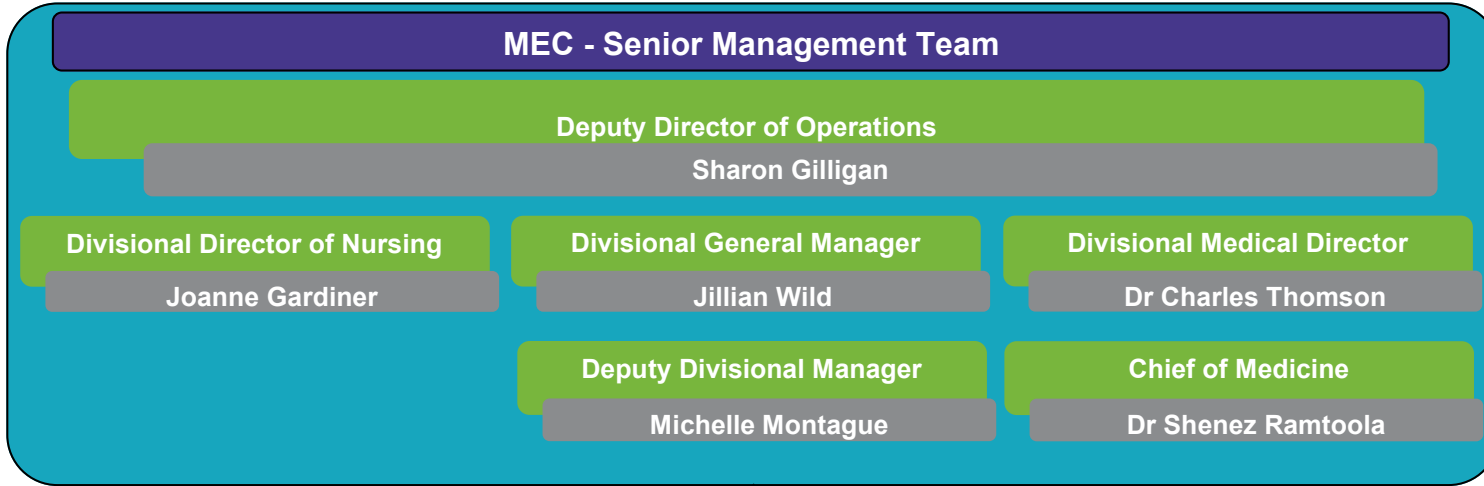 MEC - Senior Management Team
Deputy Director of Operations
Sharon Gilligan
Divisional Director of Nursing
Joanne Gardiner
Divisional General Manager
Jillian Wild
Divisional Medical Director
Dr Charles Thomson
Deputy Divisional Manager
Michelle Montague
Chief of Medicine
Dr Shenez Ramtoola